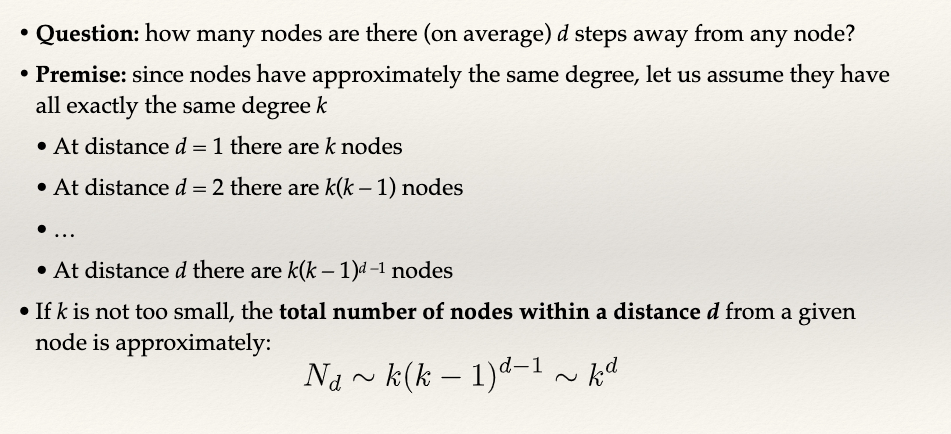 • Question: how many nodes are there (on average) d steps away from any node?
• Premise: since nodes have approximately the same degree, let us assume they have
all exactly the same degree k
• At distance d = 1 there are k nodes
• At distance d = 2 there are k(k – 1) nodes
• …
• At distance d there are k(k – 1)ᵈ⁻¹ nodes
• If k is not too small, the total number of nodes within a distance d from a given
node is approximately:
N_d ∼ k(k − 1)^{d−1} ∼ k^d